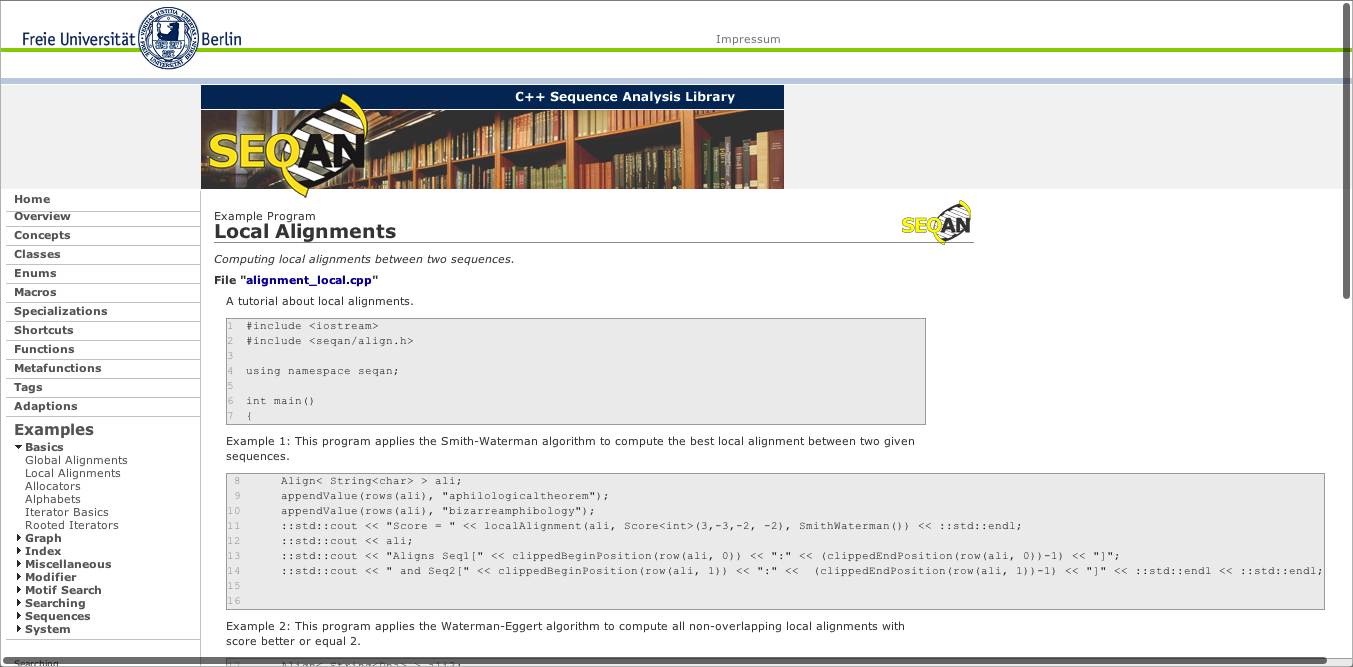 Freie Universität Berlin
Impressum
C++ Sequence Analysis Library
SEQAN
Home
Overview
Concepts
Classes
Enums
Macros
Specializations
Shortcuts
Functions
Metafunctions
Tags
Adaptions
Examples
Basics
Global Alignments
Local Alignments
Allocators
Alphabets
Iterator Basics
Rooted Iterators
Graph
Index
Miscellaneous
Modifier
Motif Search
Searching
Sequences
System
Searching
Example Program
Local Alignments
SEQAN
Computing local alignments between two sequences.
File "alignment_local.cpp"
A tutorial about local alignments.
1 #include <iostream>
2 #include <seqan/align.h>
3
4 using namespace seqan;
5
6 int main()
7 {
Example 1: This program applies the Smith-Waterman algorithm to compute the best local alignment between two given
sequences.
8 Align< String<char> > ali;
9 appendValue(rows(ali), "aphilologicaltheorem");
10 appendValue(rows(ali), "bizarreamphibology");
11 ::std::cout << "Score = " << localAlignment(ali, Score<int>(3,-3,-2, -2), SmithWaterman()) << ::std::endl;
12 ::std::cout << ali;
13 ::std::cout << "Aligns Seq1[" << clippedBeginPosition(row(ali, 0)) << ":" << (clippedEndPosition(row(ali, 0))-1) << "]";
14 ::std::cout << " and Seq2[" << clippedBeginPosition(row(ali, 1)) << ":" <<  (clippedEndPosition(row(ali, 1))-1) << "]" << ::std::endl << ::std::endl;
15
16
Example 2: This program applies the Waterman-Eggert algorithm to compute all non-overlapping local alignments with
score better or equal 2.
17 Align< String<Dna> > ali2;